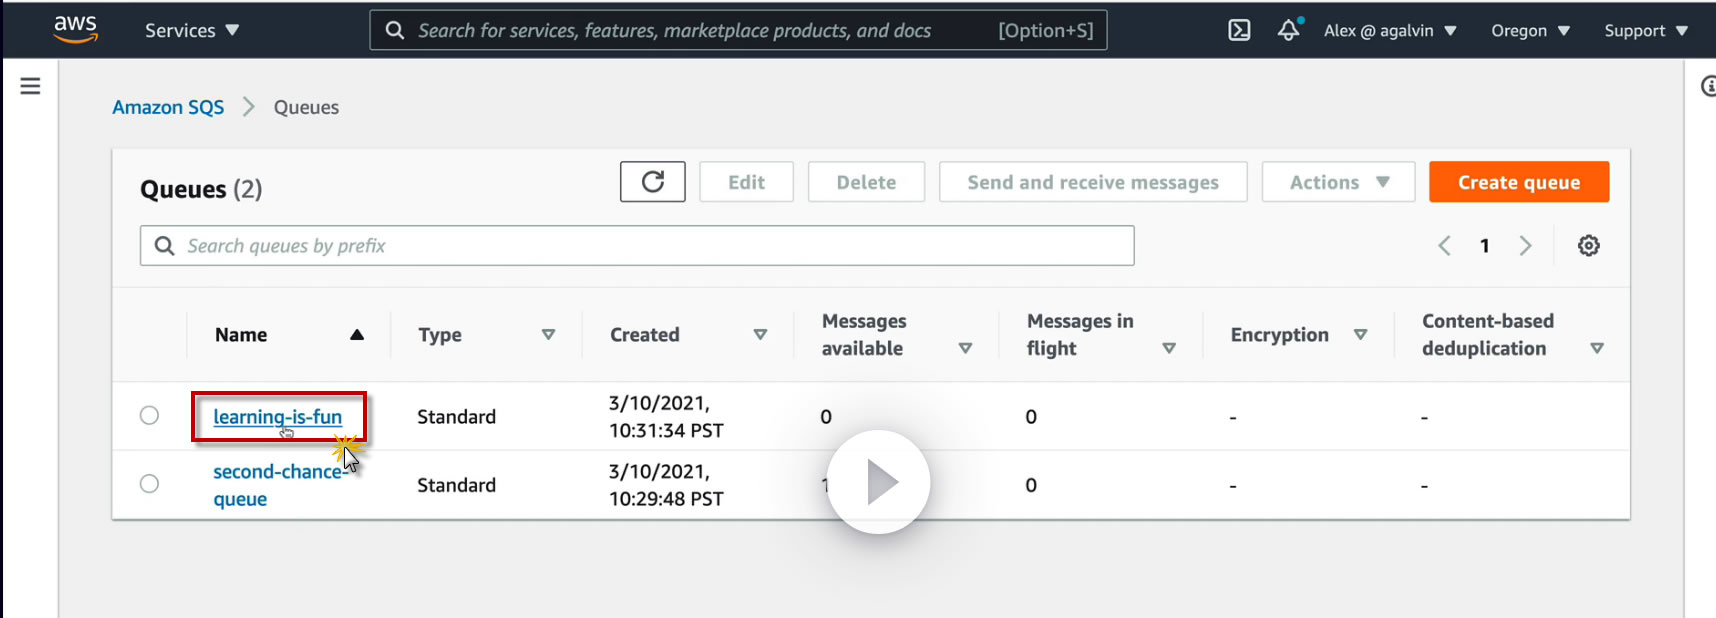 aws Services Search for services, features, marketplace products, and docs [Option+S] Alex @ agalvin Oregon Support
Amazon SQS Queues
Queues (2) Edit Delete Send and receive messages Actions Create queue
Search queues by prefix 1
Name Type Created Messages available Messages in flight Encryption Content-based deduplication
learning-is-fun Standard 3/10/2021, 10:31:34 PST 0 0 - -
second-chance-queue Standard 3/10/2021, 10:29:48 PST 0 - -